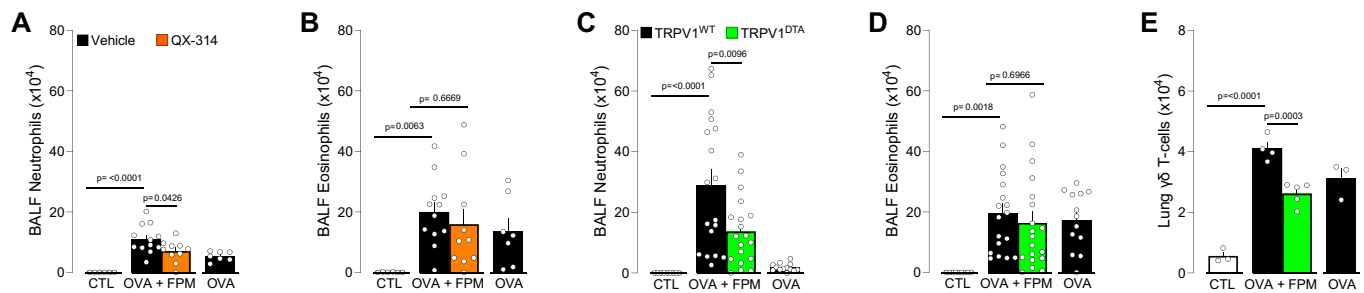 A
BALF Neutrophils (x10⁴)
80
60
40
20
0
Vehicle
QX-314
p= <0.0001
p=0.0426
CTL
OVA + FPM
OVA
B
BALF Eosinophils (x10⁴)
80
60
40
20
0
p= 0.6669
p=0.0063
CTL
OVA + FPM
OVA
C
BALF Neutrophils (x10⁴)
80
60
40
20
0
TRPV1ᵂᵀ
TRPV1ᴰᵀᴬ
p=0.0096
p=<0.0001
CTL
OVA + FPM
OVA
D
BALF Eosinophils (x10⁴)
80
60
40
20
0
p= 0.6966
p= 0.0018
CTL
OVA + FPM
OVA
E
Lung γδ T-cells (x10⁴)
8
6
4
2
0
p=<0.0001
p=0.0003
CTL
OVA + FPM
OVA